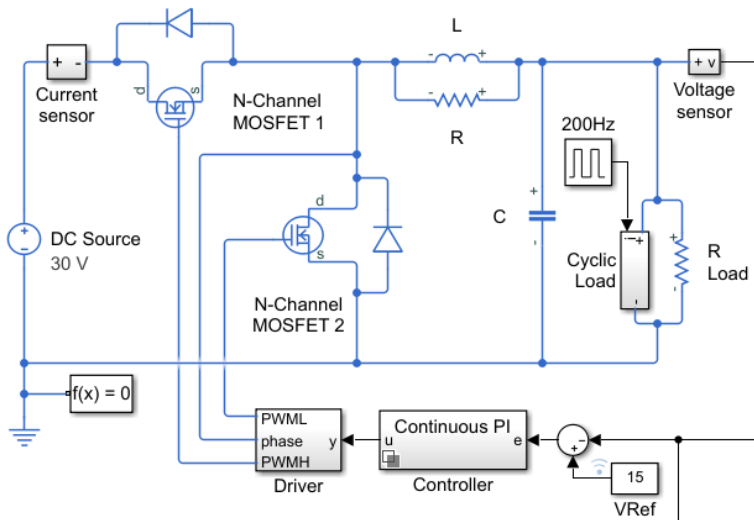 L
+ -
- +
+ v
Current
sensor
d
s
N-Channel
MOSFET 1
- +
R
Voltage
sensor
200Hz
+
-
DC Source
30 V
d
s
N-Channel
MOSFET 2
+
C
-
-
+
-
Cyclic
Load
+
-
R
Load
f(x) = 0
PWML
phase
PWMH
y
Driver
Continuous PI
u
e
Controller
-
+
15
VRef